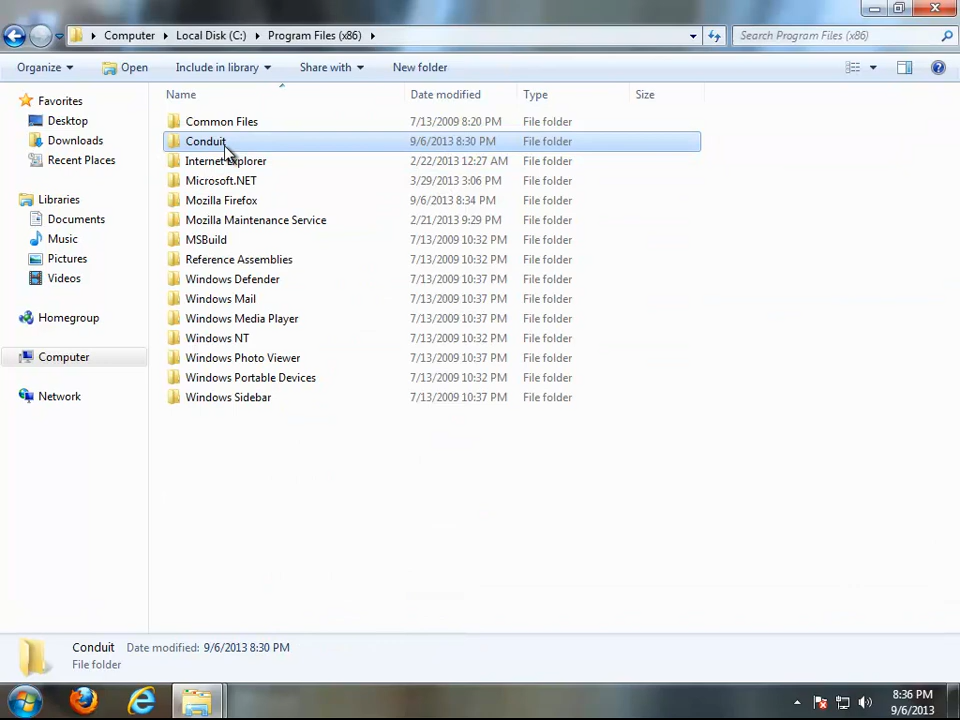 Computer Local Disk (C:) Program Files (x86) Search Program Files (x86)
Organize Open Include in library Share with New folder
Name Date modified Type Size
Favorites
Desktop
Downloads
Recent Places
Libraries
Documents
Music
Pictures
Videos
Homegroup
Computer
Network
Common Files 7/13/2009 8:20 PM File folder
Conduit 9/6/2013 8:30 PM File folder
Internet Explorer 2/22/2013 12:27 AM File folder
Microsoft.NET 3/29/2013 3:06 PM File folder
Mozilla Firefox 9/6/2013 8:34 PM File folder
Mozilla Maintenance Service 2/21/2013 9:29 PM File folder
MSBuild 7/13/2009 10:32 PM File folder
Reference Assemblies 7/13/2009 10:32 PM File folder
Windows Defender 7/13/2009 10:37 PM File folder
Windows Mail 7/13/2009 10:37 PM File folder
Windows Media Player 7/13/2009 10:37 PM File folder
Windows NT 7/13/2009 10:32 PM File folder
Windows Photo Viewer 7/13/2009 10:37 PM File folder
Windows Portable Devices 7/13/2009 10:32 PM File folder
Windows Sidebar 7/13/2009 10:37 PM File folder
Conduit Date modified: 9/6/2013 8:30 PM
File folder
8:36 PM
9/6/2013